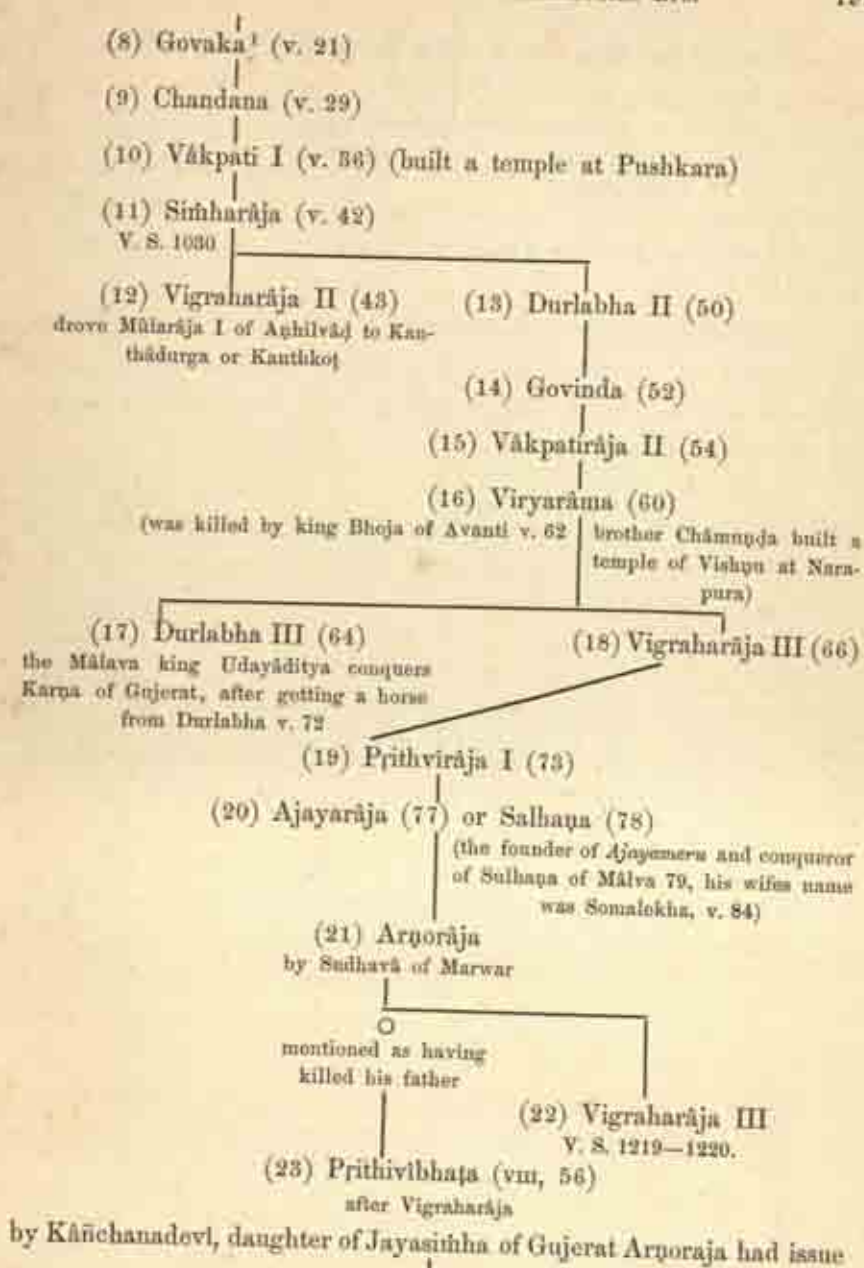 (8) Govaka¹ (v. 21)
(9) Chandana (v. 29)
(10) Vâkpati I (v. 36) (built a temple at Pushkara)
(11) Siṁharâja (v. 42)
V. S. 1030
(12) Vigraharâja II (43) (13) Durlabha II (50)
drove Mûlarâja I of Aṇhilvâḍ to Kan-
thâdurga or Kanthkoṭ
(14) Govinda (52)
(15) Vâkpatirâja II (54)
(16) Viryarâma (60)
(was killed by king Bhoja of Avanti v. 62 brother Châmuṇḍa built a
temple of Vishṇu at Nara-
pura)
(17) Durlabha III (64) (18) Vigraharâja III (66)
the Mâlava king Udayâditya conquers
Karṇa of Gujerat, after getting a horse
from Durlabha v. 72
(19) Pṛithvirâja I (73)
(20) Ajayarâja (77) or Salhaṇa (78)
(the founder of Ajayameru and conqueror
of Sulhaṇa of Mâlva 79, his wifes name
was Somalekha, v. 84)
(21) Arṇorâja
by Sudhavâ of Marwar
mentioned as having
killed his father
(22) Vigraharâja III
V. S. 1219—1220.
(23) Pṛithivîbhaṭa (VIII, 56)
after Vigraharâja
by Kâñchanadevî, daughter of Jayasiṁha of Gujerat Arṇoraja had issue